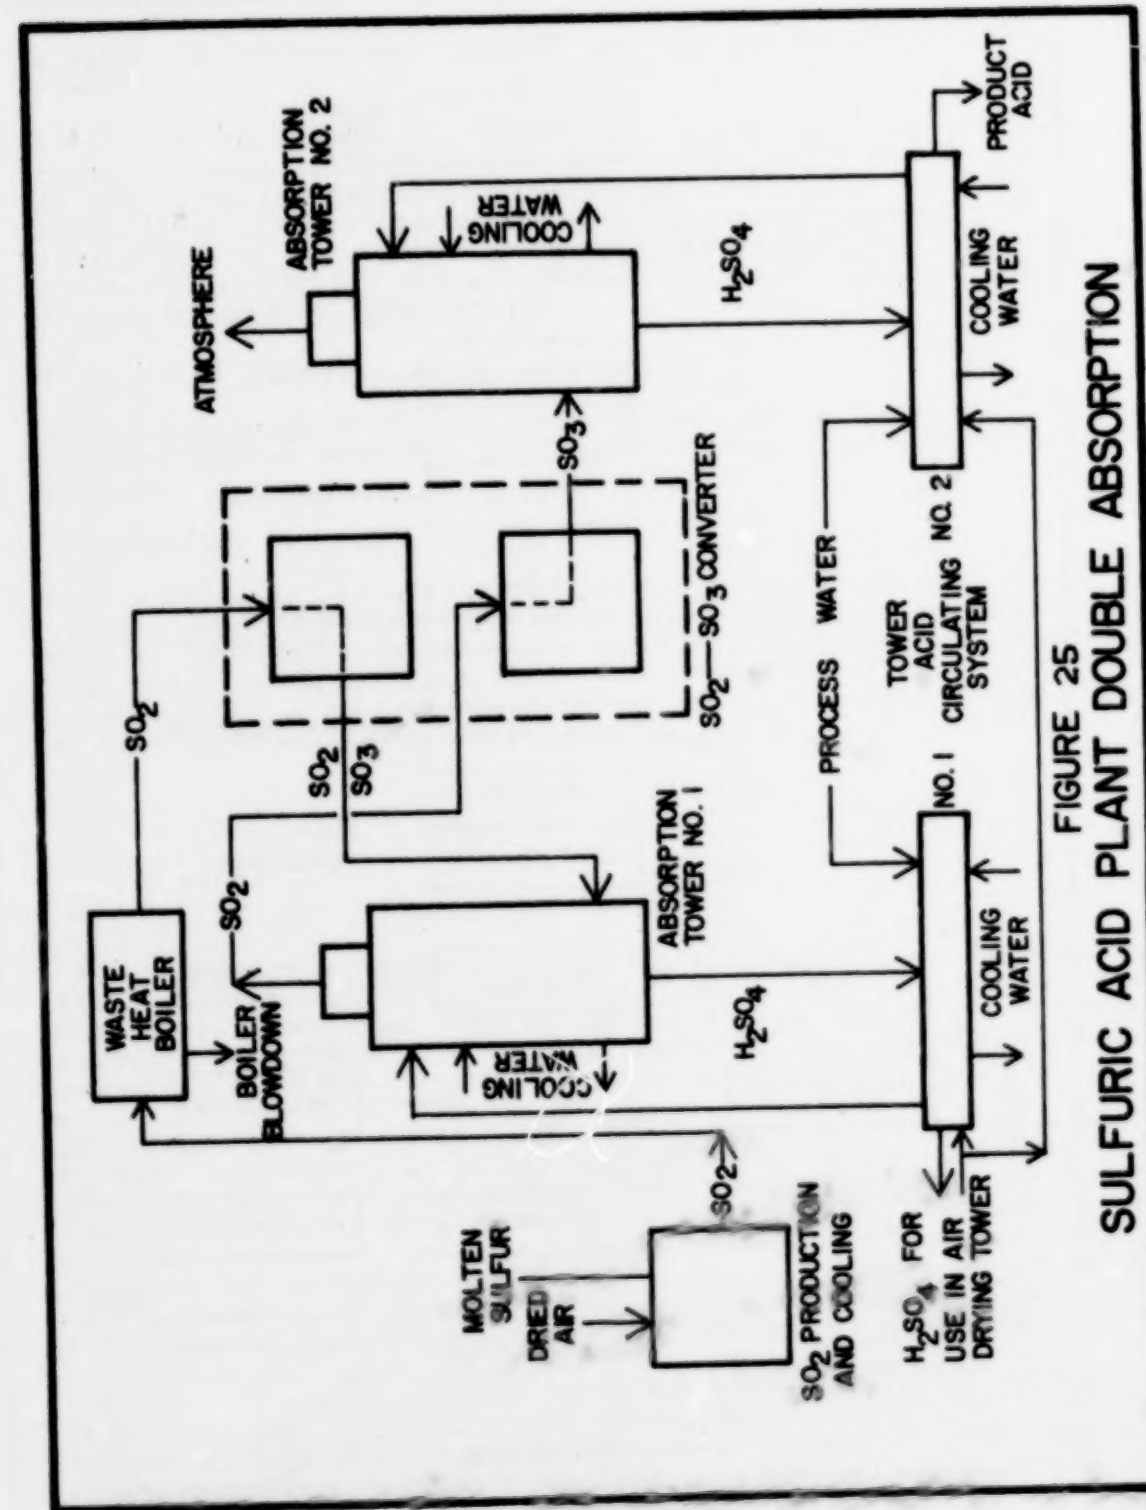 ATMOSPHERE
ABSORPTION
TOWER NO. 2
WASTE
HEAT
BOILER
SO2
SO2
BOILER
BLOWDOWN
COOLING
WATER
SO2
SO3
SO3
SO2—SO3 CONVERTER
COOLING
WATER
MOLTEN
SULFUR
DRIED
AIR
SO2
ABSORPTION
TOWER NO. 1
H2SO4
H2SO4
SO2 PRODUCTION
AND COOLING
PROCESS WATER
TOWER
ACID
NO. 1 CIRCULATING NO. 2
SYSTEM
PRODUCT
ACID
H2SO4 FOR
USE IN AIR
DRYING TOWER
COOLING
WATER
COOLING
WATER
FIGURE 25
SULFURIC ACID PLANT DOUBLE ABSORPTION